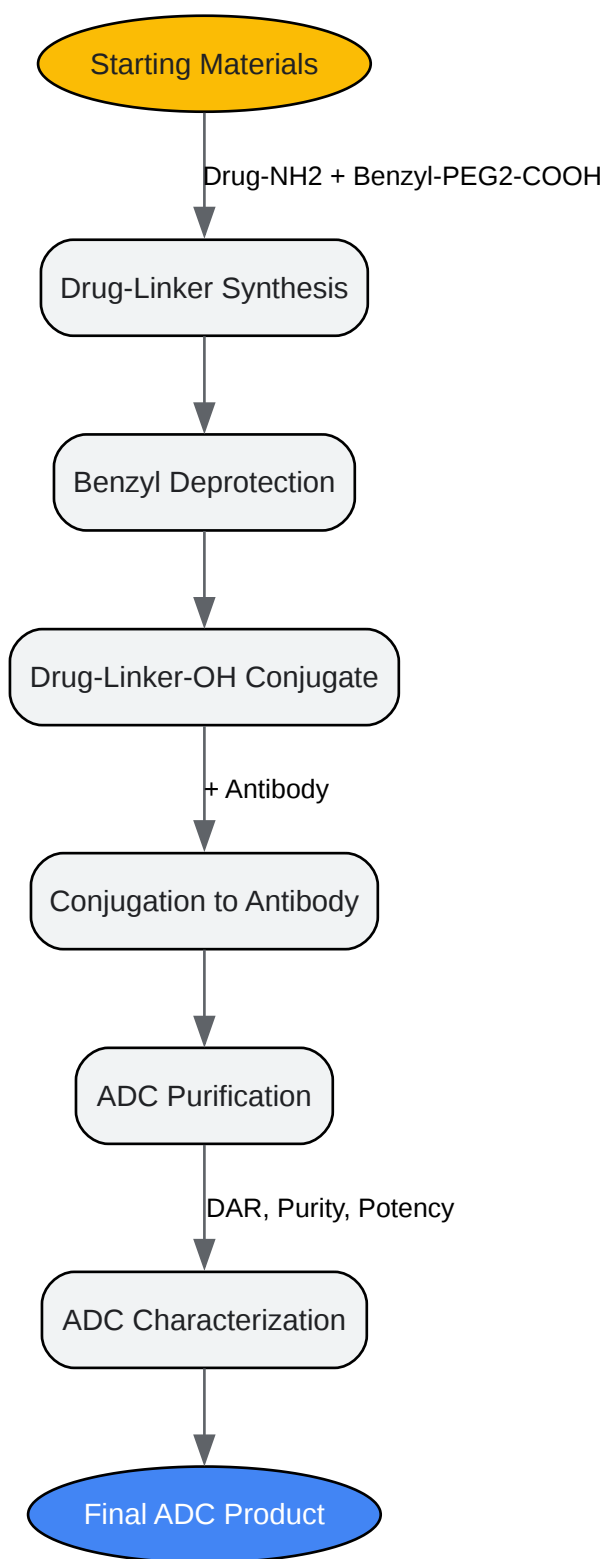 Starting Materials
Drug-NH2 + Benzyl-PEG2-COOH
Drug-Linker Synthesis
Benzyl Deprotection
Drug-Linker-OH Conjugate
+ Antibody
Conjugation to Antibody
ADC Purification
DAR, Purity, Potency
ADC Characterization
Final ADC Product